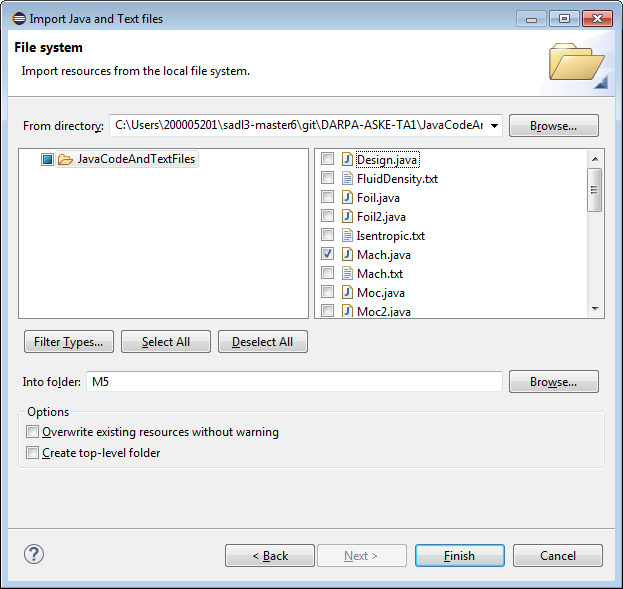 Import Java and Text files
File system
Import resources from the local file system.
From directory: C:\Users\200005201\sadl3-master6\git\DARPA-ASKE-TA1\JavaCodeAn
Browse...
JavaCodeAndTextFiles
Design.java
FluidDensity.txt
Foil.java
Foil2.java
Isentropic.txt
Mach.java
Mach.txt
Moc.java
Moc2.java
Filter Types... Select All Deselect All
Into folder: M5 Browse...
Options
Overwrite existing resources without warning
Create top-level folder
? < Back Next > Finish Cancel